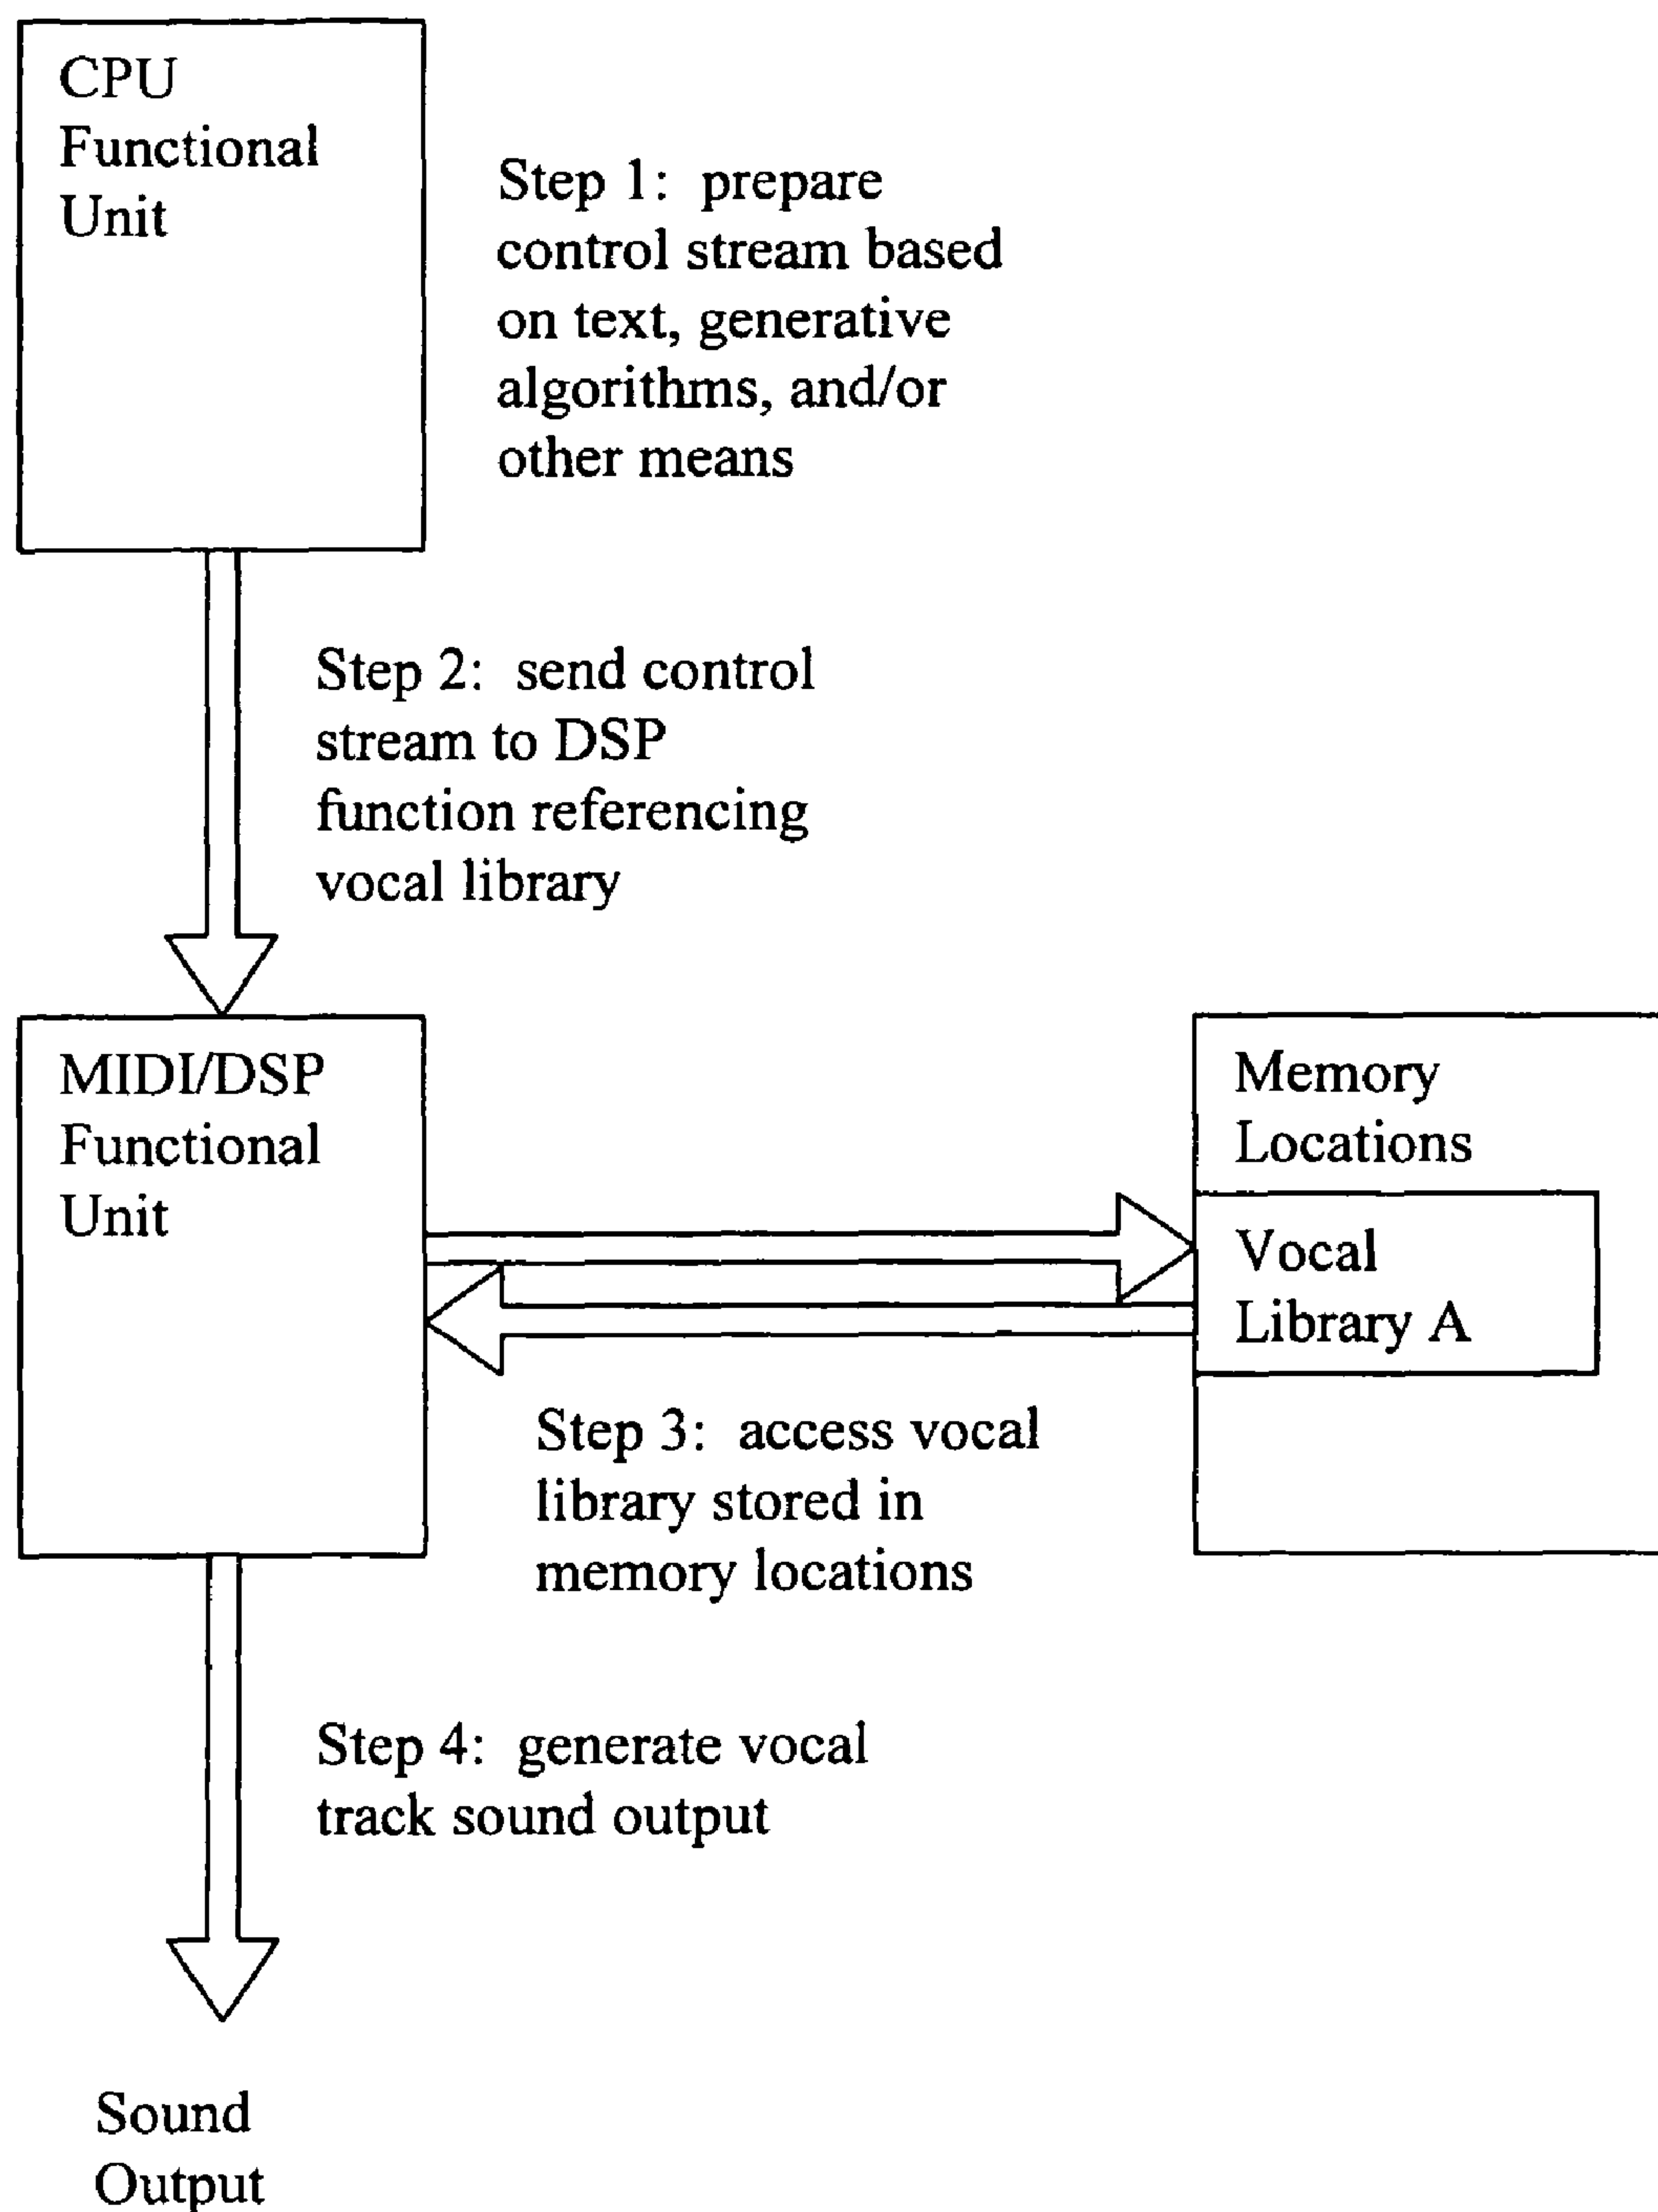 CPU
Functional
Unit
Step 1: prepare
control stream based
on text, generative
algorithms, and/or
other means
Step 2: send control
stream to DSP
function referencing
vocal library
MIDI/DSP
Functional
Unit
Memory
Locations
Vocal
Library A
Step 3: access vocal
library stored in
memory locations
Step 4: generate vocal
track sound output
Sound
Output